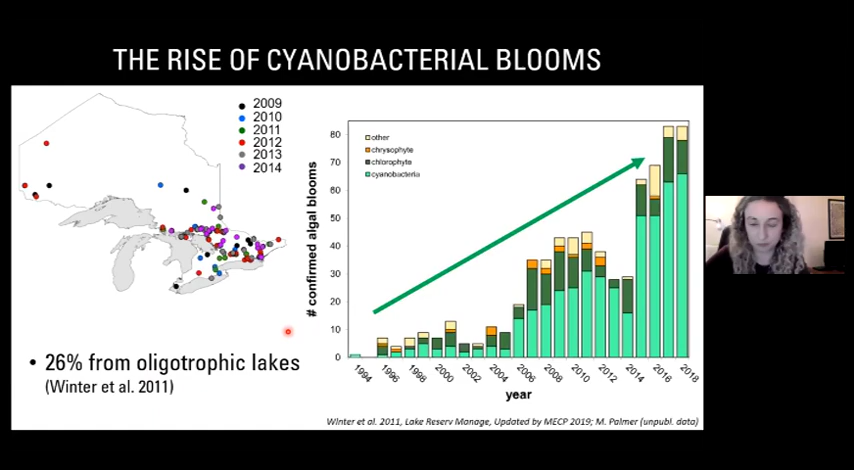 THE RISE OF CYANOBACTERIAL BLOOMS
2009
2010
2011
2012
2013
2014
• 26% from oligotrophic lakes
(Winter et al. 2011)
# confirmed algal blooms
80
70
60
50
40
30
20
10
0
other
chrysophyte
chlorophyte
cyanobacteria
1994
1996
1998
2000
2002
2004
2006
2008
2010
2012
2014
2016
2018
year
Winter et al. 2011, Lake Reserv Manage, Updated by MECP 2019; M. Palmer (unpubl. data)